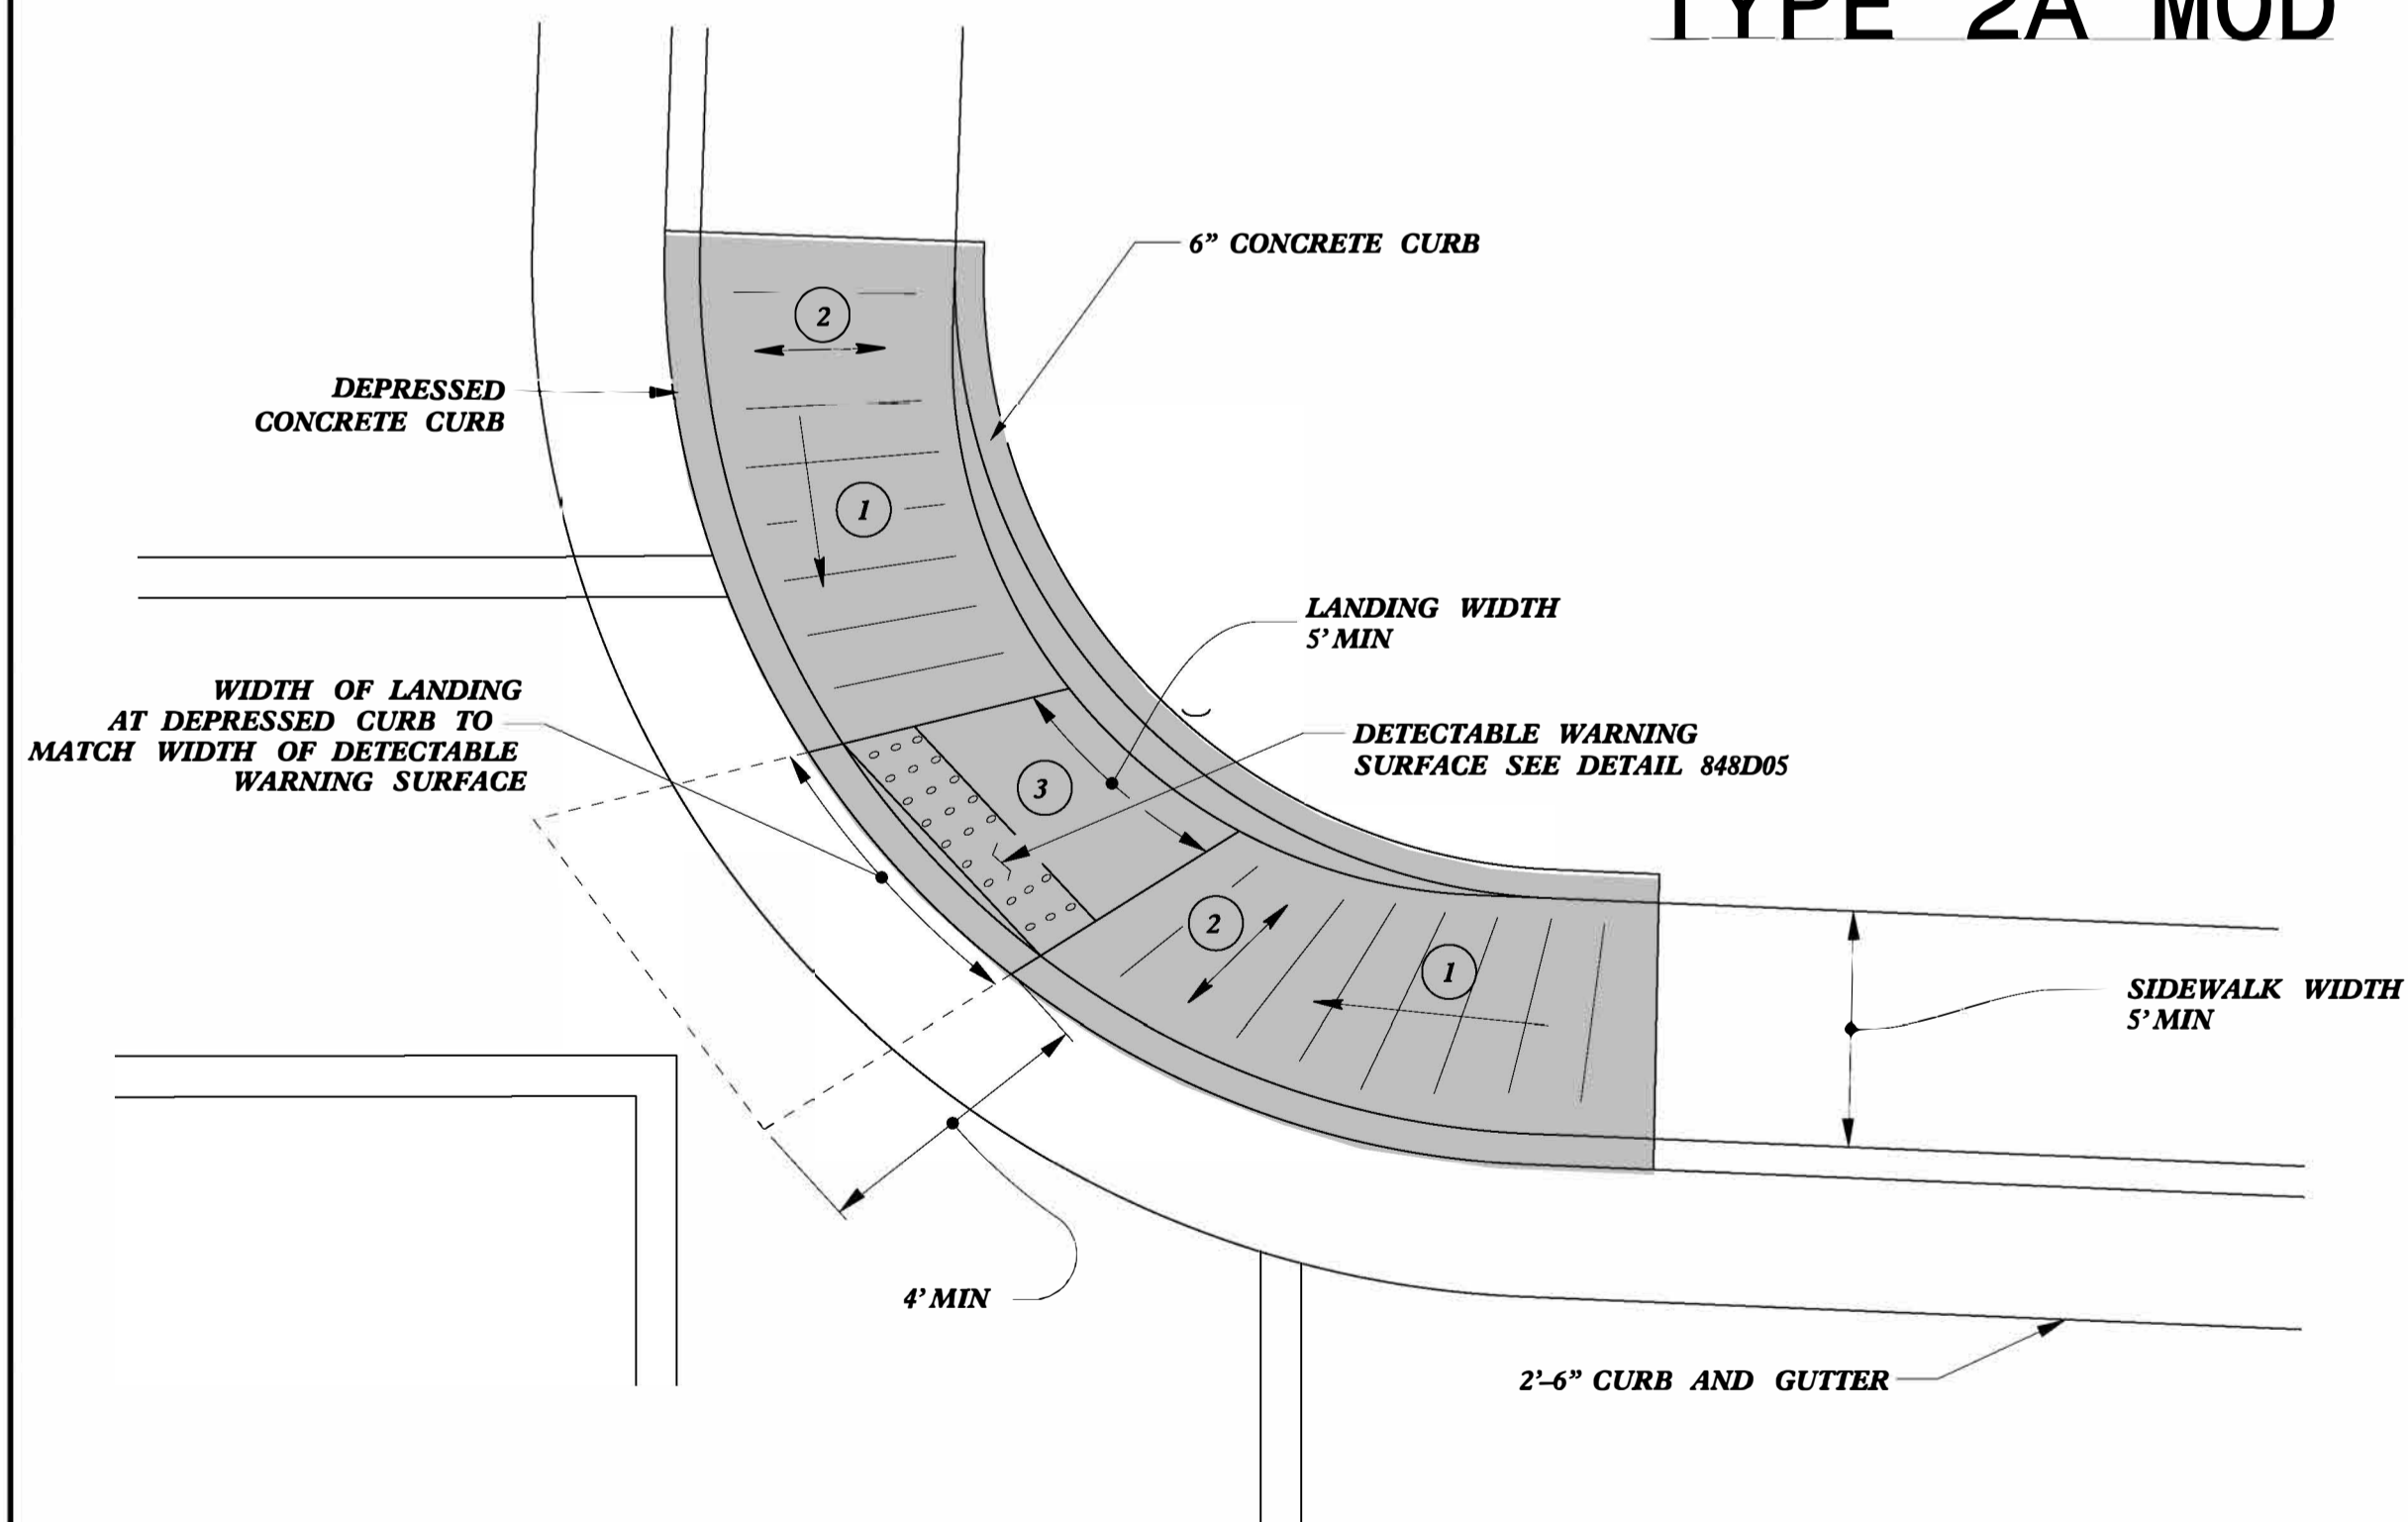 TYPE 2A MOD
6” CONCRETE CURB
2
DEPRESSED
CONCRETE CURB
1
LANDING WIDTH
5’ MIN
WIDTH OF LANDING
AT DEPRESSED CURB TO
MATCH WIDTH OF DETECTABLE
WARNING SURFACE
DETECTABLE WARNING
SURFACE SEE DETAIL 848D05
3
2
1
SIDEWALK WIDTH
5’ MIN
4’ MIN
2’–6” CURB AND GUTTER